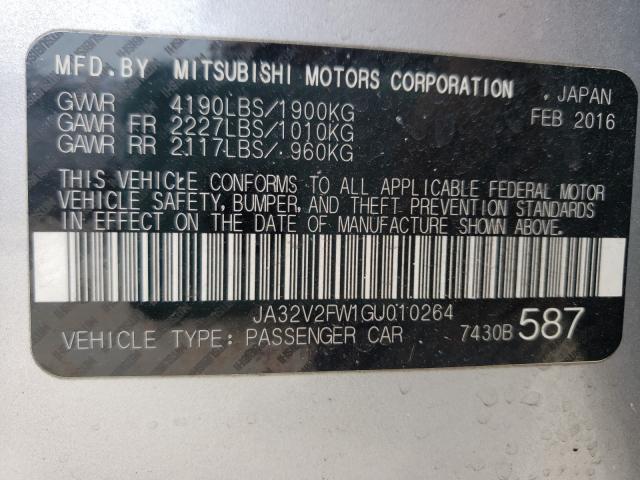 MFD.BY MITSUBISHI MOTORS CORPORATION
GVWR 4190LBS/1900KG JAPAN
GAWR FR 2227LBS/1010KG FEB 2016
GAWR RR 2117LBS/ 960KG
THIS VEHICLE CONFORMS TO ALL APPLICABLE FEDERAL MOTOR
VEHICLE SAFETY, BUMPER, AND THEFT PREVENTION STANDARDS
IN EFFECT ON THE DATE OF MANUFACTURE SHOWN ABOVE.
JA32V2FW1GU010264
VEHICLE TYPE: PASSENGER CAR 7430B 587